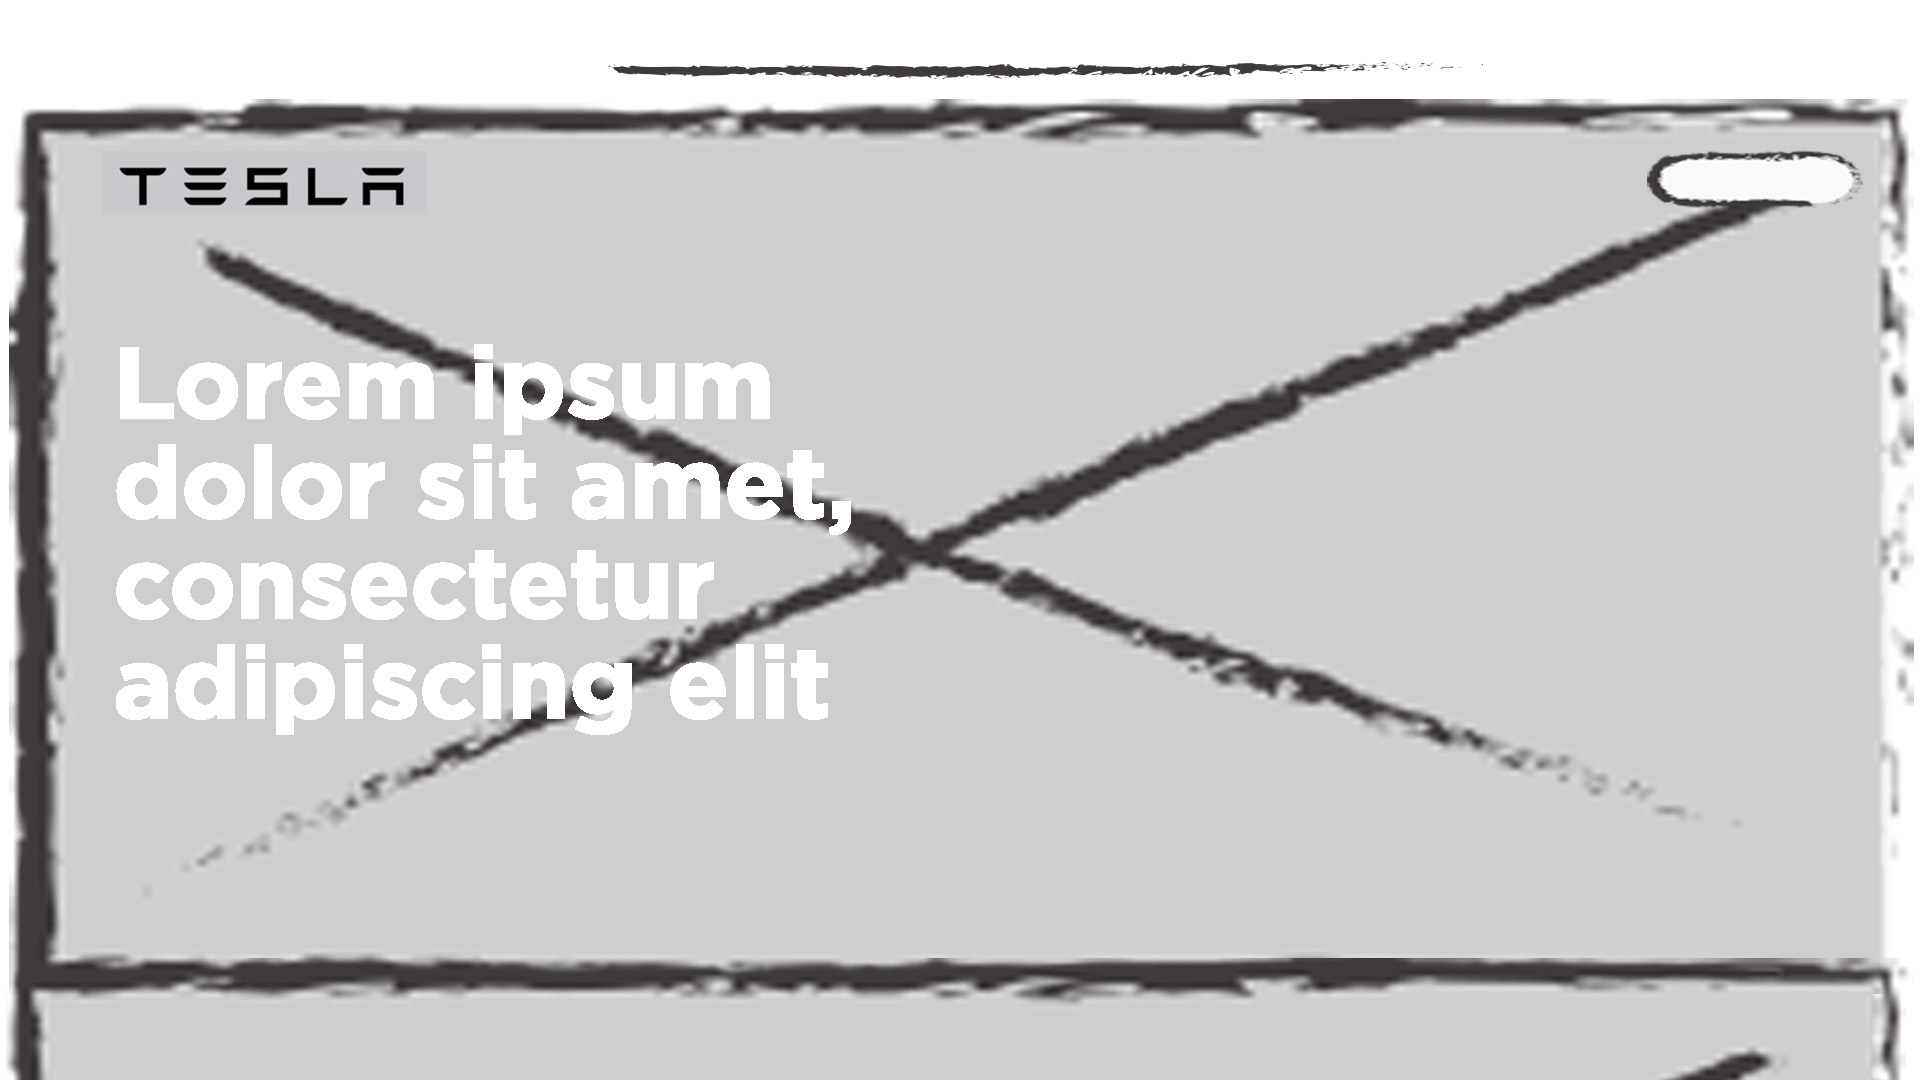 TESLA
Lorem ipsum
dolor sit amet,
consectetur
adipiscing elit